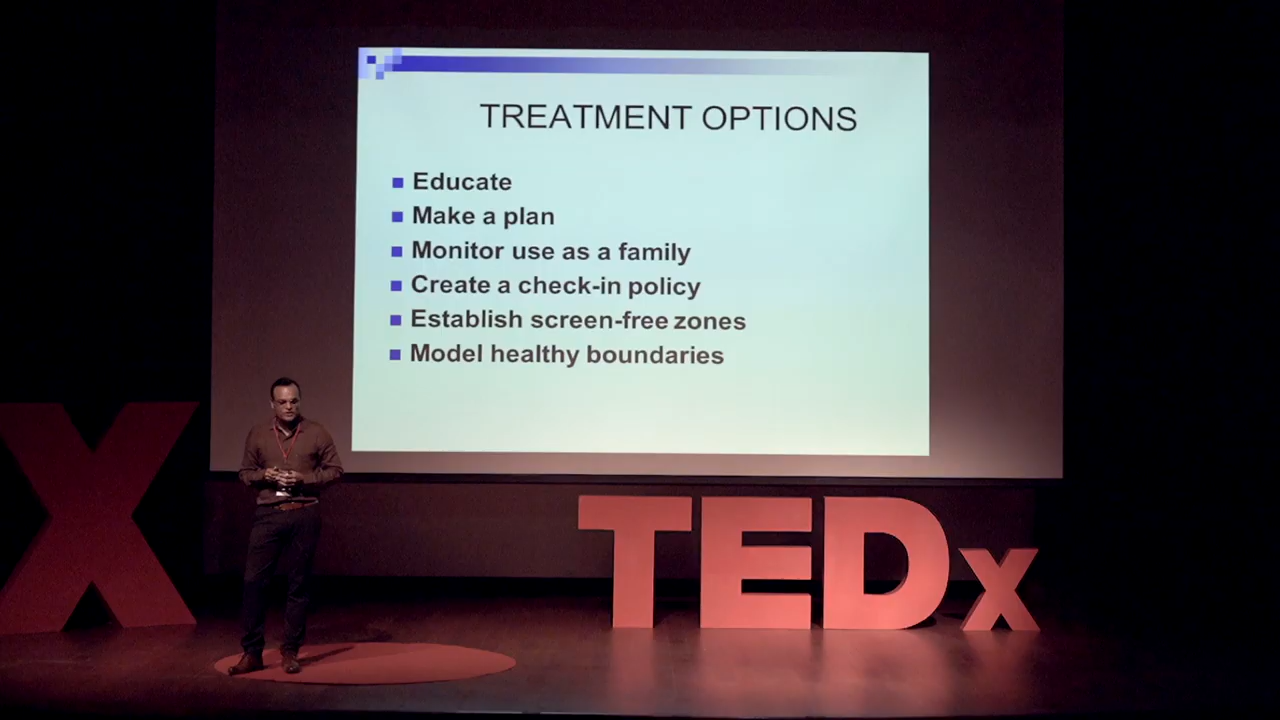 TREATMENT OPTIONS
Educate
Make a plan
Monitor use as a family
Create a check-in policy
Establish screen-free zones
Model healthy boundaries
X
TEDx